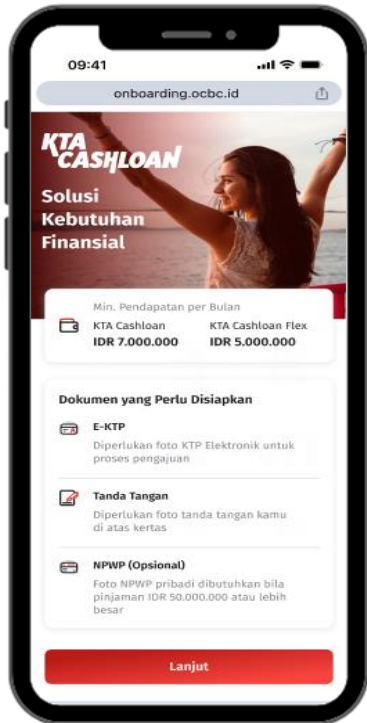 09:41
onboarding.ocbc.id
KTA
CASHLOAN
Solusi
Kebutuhan
Finansial
Min. Pendapatan per Bulan
KTA Cashloan
IDR 7.000.000
KTA Cashloan Flex
IDR 5.000.000
Dokumen yang Perlu Disiapkan
E-KTP
Diperlukan foto KTP Elektronik untuk
proses pengajuan
Tanda Tangan
Diperlukan foto tanda tangan kamu
di atas kertas
NPWP (Opsional)
Foto NPWP pribadi dibutuhkan bila
pinjaman IDR 50.000.000 atau lebih
besar
Lanjut